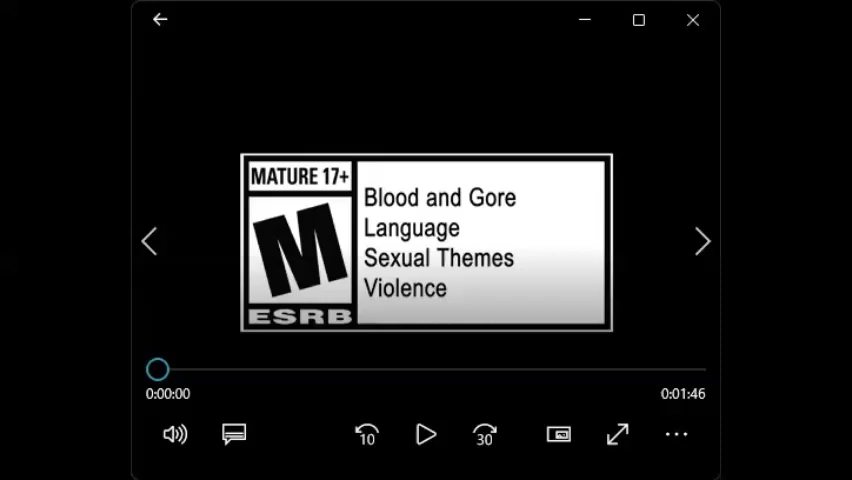 MATURE 17+
M
ESRB
Blood and Gore
Language
Sexual Themes
Violence
0:00:00
0:01:46
10
30